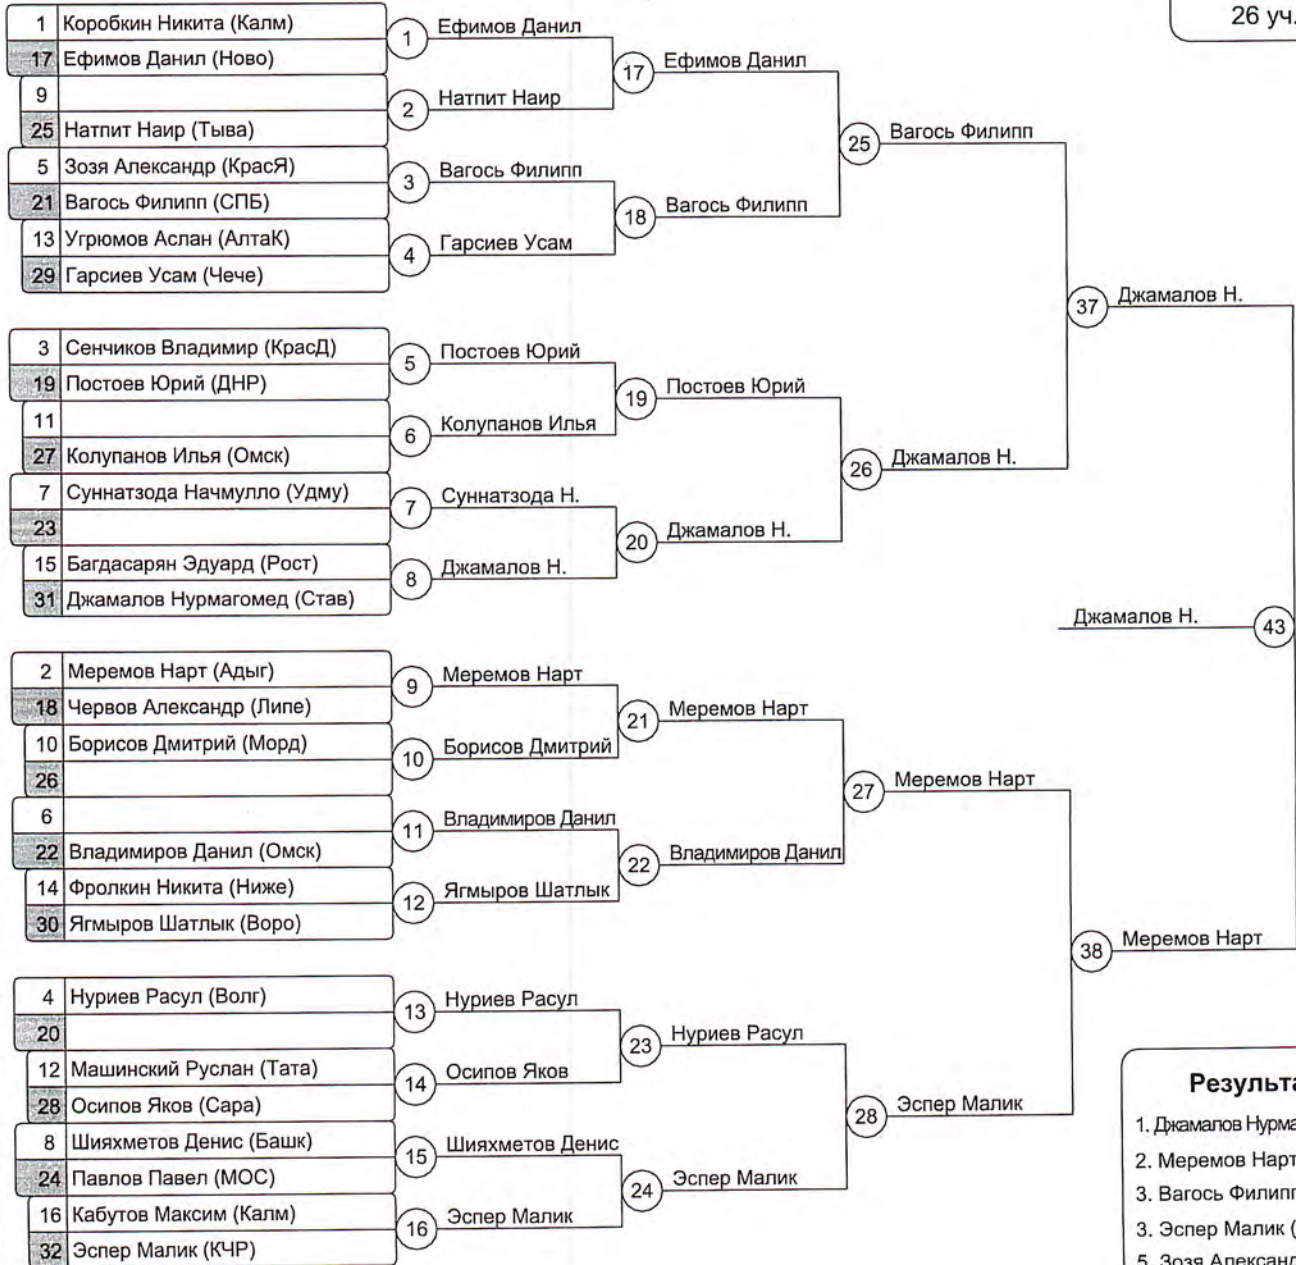 26 уч.
1 Коробкин Никита (Калм)
17 Ефимов Данил (Ново)
9
25 Натпит Наир (Тыва)
5 Зозя Александр (КрасЯ)
21 Вагось Филипп (СПБ)
13 Угрюмов Аслан (АлтаК)
29 Гарсиев Усам (Чече)
1 Ефимов Данил
2 Натпит Наир
3 Вагось Филипп
4 Гарсиев Усам
17 Ефимов Данил
18 Вагось Филипп
25 Вагось Филипп
3 Сенчиков Владимир (КрасД)
19 Постоев Юрий (ДНР)
11
27 Колупанов Илья (Омск)
7 Суннатзода Начмулло (Удму)
23
15 Багдасарян Эдуард (Рост)
31 Джамалов Нурмагомед (Став)
5 Постоев Юрий
6 Колупанов Илья
7 Суннатзода Н.
8 Джамалов Н.
19 Постоев Юрий
20 Джамалов Н.
26 Джамалов Н.
37 Джамалов Н.
Джамалов Н. 43
2 Меремов Нарт (Адыг)
18 Червов Александр (Липе)
10 Борисов Дмитрий (Морд)
26
6
22 Владимиров Данил (Омск)
14 Фролкин Никита (Ниже)
30 Ягмыров Шатлык (Воро)
9 Меремов Нарт
10 Борисов Дмитрий
11 Владимиров Данил
12 Ягмыров Шатлык
21 Меремов Нарт
22 Владимиров Данил
27 Меремов Нарт
4 Нуриев Расул (Волг)
20
12 Машинский Руслан (Тата)
28 Осипов Яков (Сара)
8 Шияхметов Денис (Башк)
24 Павлов Павел (МОС)
16 Кабутов Максим (Калм)
32 Эспер Малик (КЧР)
13 Нуриев Расул
14 Осипов Яков
15 Шияхметов Денис
16 Эспер Малик
23 Нуриев Расул
24 Эспер Малик
28 Эспер Малик
38 Меремов Нарт
Результа
1. Джамалов Нурма
2. Меремов Нарт
3. Вагось Филипп
3. Эспер Малик (
5. Зозя Александ